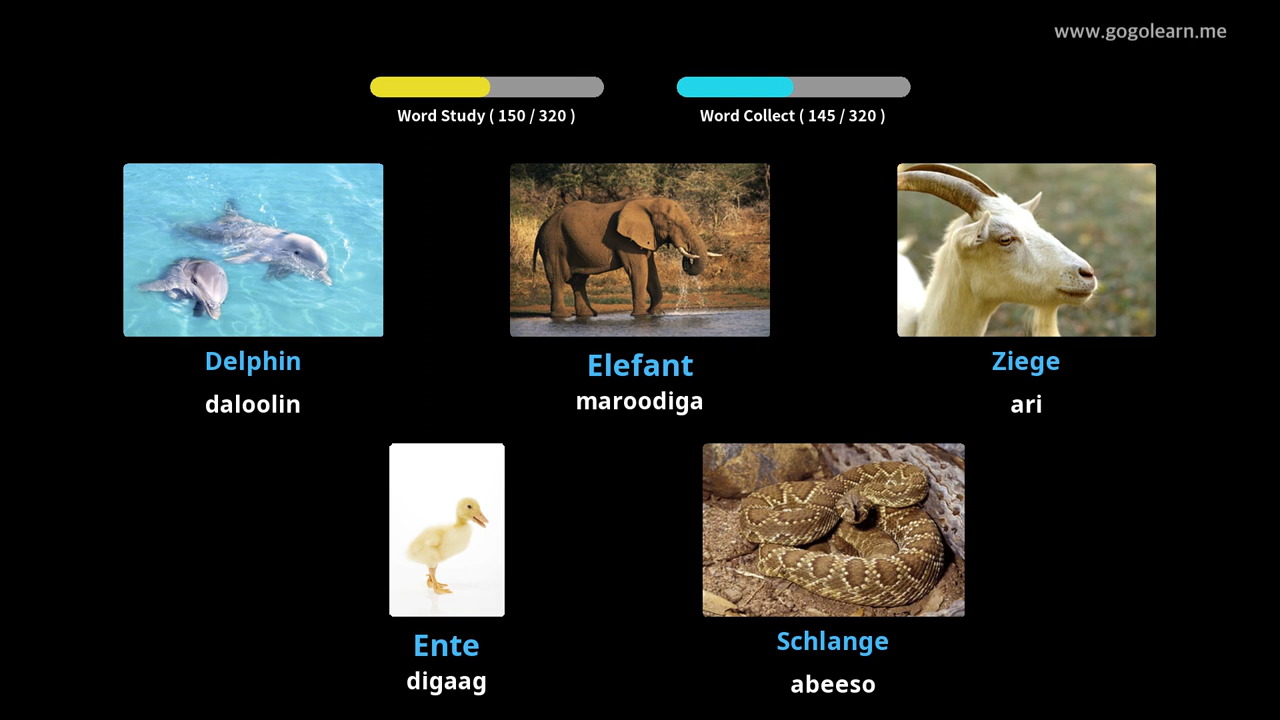 www.gogolearn.me
Word Study ( 150 / 320 )
Word Collect ( 145 / 320 )
Delphin
daloolin
Elefant
maroodiga
Ziege
ari
Ente
digaag
Schlange
abeeso